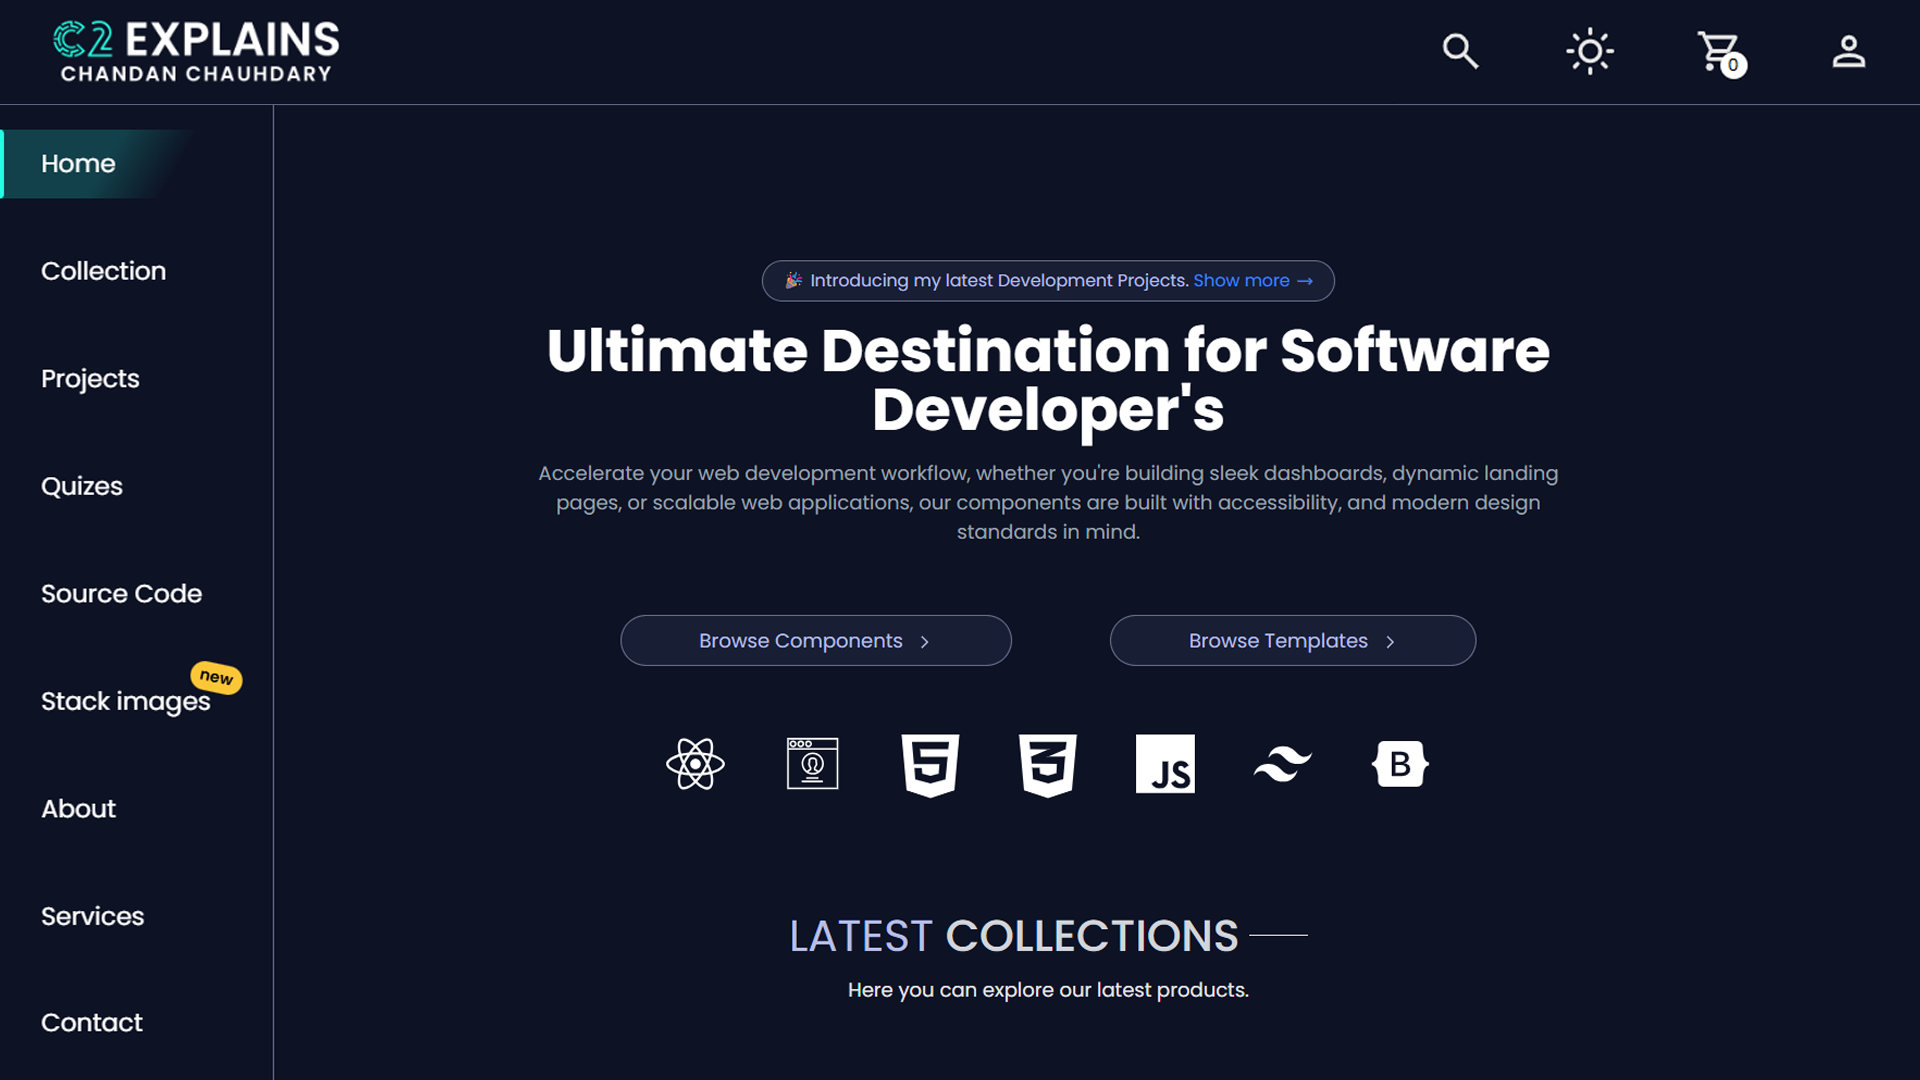 C2 EXPLAINS
CHANDAN CHAUHDARY
0
Home
Collection
Projects
Quizes
Source Code
new
Stack images
About
Services
Contact
🎉 Introducing my latest Development Projects. Show more →
Ultimate Destination for Software
Developer's
Accelerate your web development workflow, whether you're building sleek dashboards, dynamic landing
pages, or scalable web applications, our components are built with accessibility, and modern design
standards in mind.
Browse Components >
Browse Templates >
5
3
JS
B
LATEST COLLECTIONS
Here you can explore our latest products.